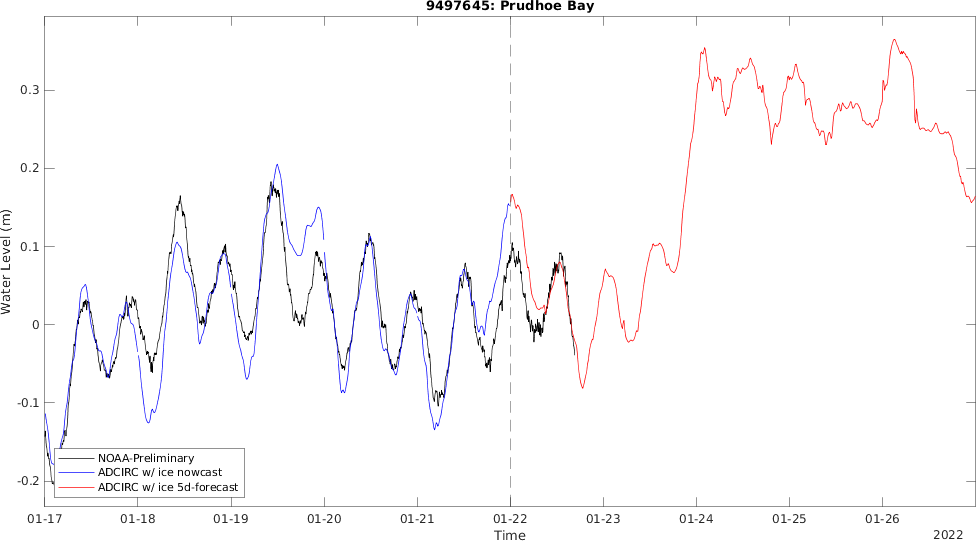 9497645: Prudhoe Bay
Water Level (m)
0.3
0.2
0.1
0
-0.1
-0.2
NOAA-Preliminary
ADCIRC w/ ice nowcast
ADCIRC w/ ice 5d-forecast
01-17 01-18 01-19 01-20 01-21 01-22 01-23 01-24 01-25 01-26
Time
2022